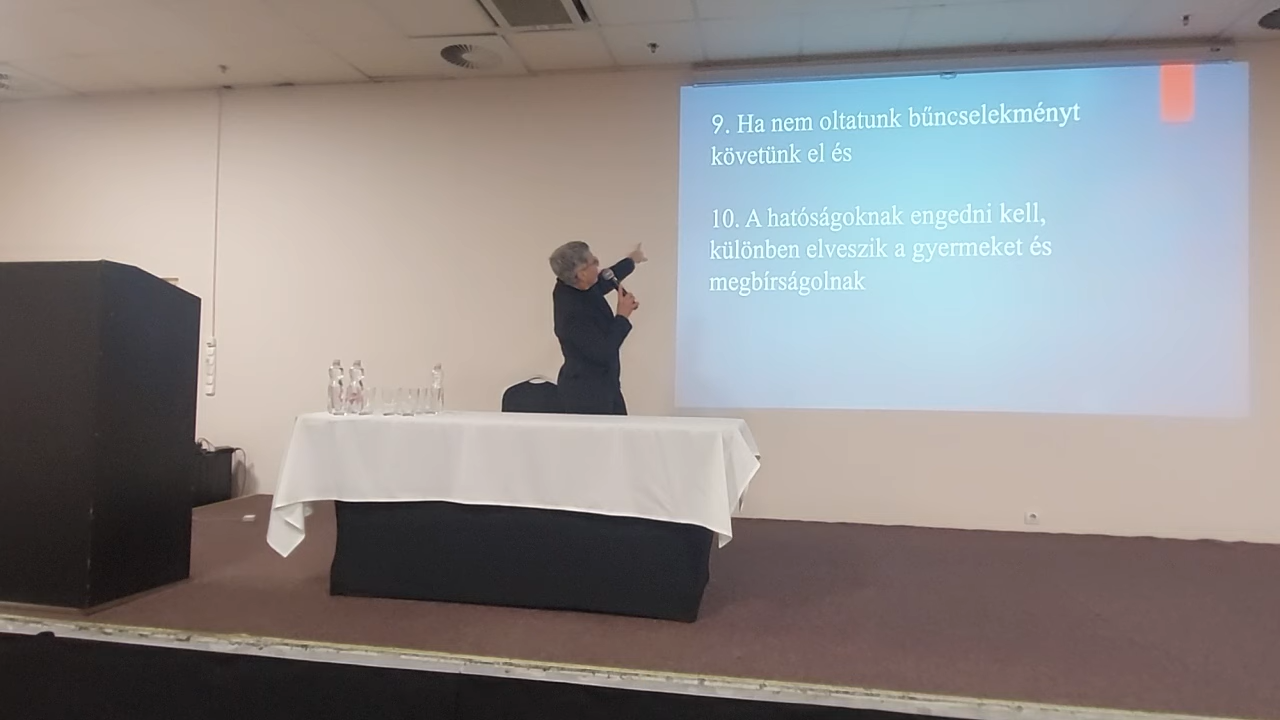 9. Ha nem oltatunk bűncselekményt
követünk el és
10. A hatóságoknak engedni kell,
különben elveszik a gyermeket és
megbírságolnak